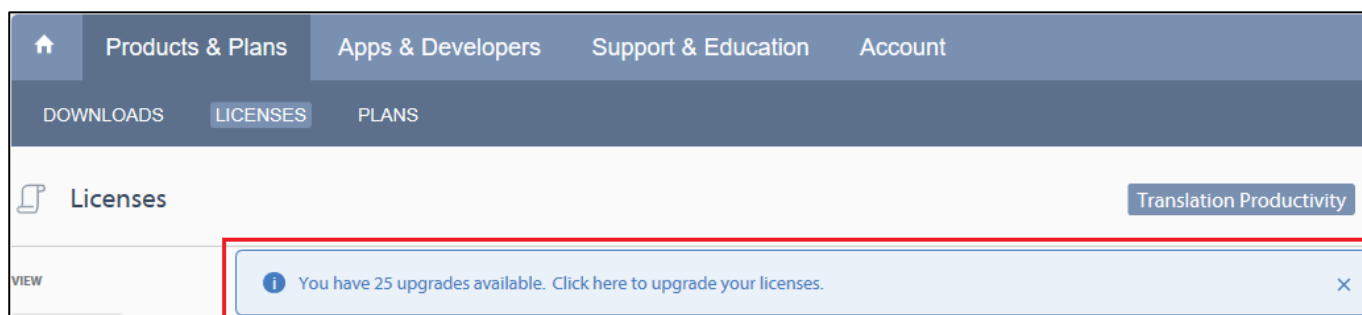 Products & Plans Apps & Developers Support & Education Account
DOWNLOADS LICENSES PLANS
Licenses Translation Productivity
VIEW You have 25 upgrades available. Click here to upgrade your licenses.